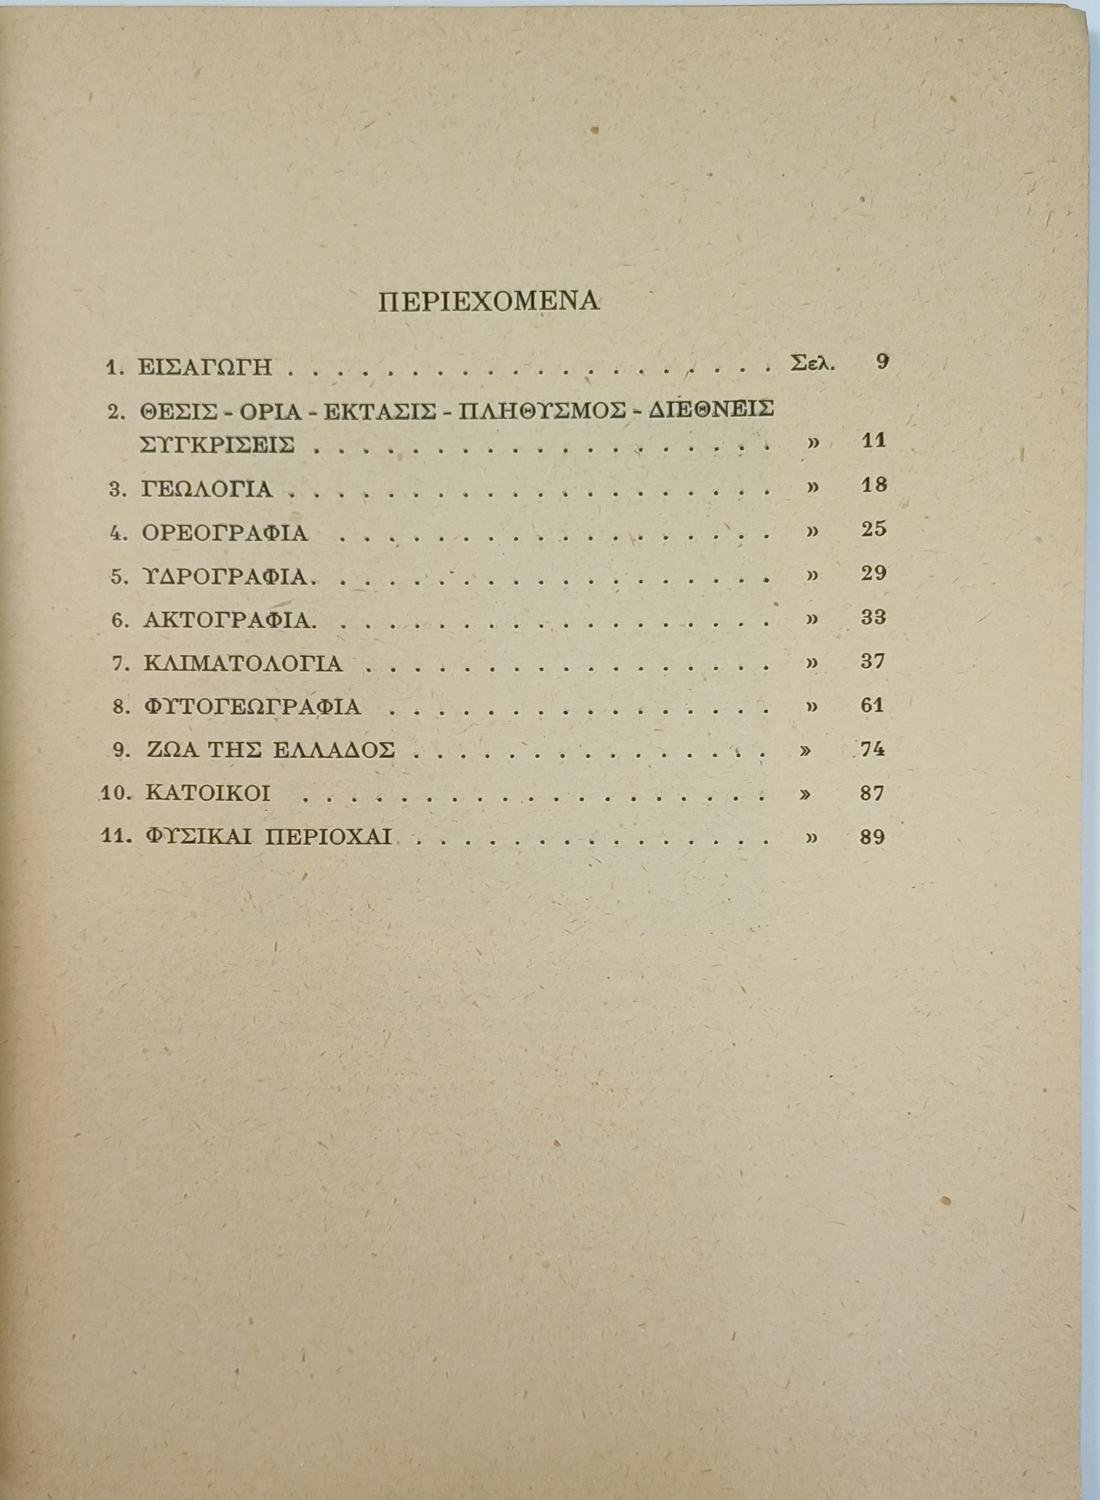 ΠΕΡΙΕΧΟΜΕΝΑ
1. ΕΙΣΑΓΩΓΗ . . . . . . . . . . . . . . . . . . . . Σελ. 9
2. ΘΕΣΙΣ - ΟΡΙΑ - ΕΚΤΑΣΙΣ - ΠΛΗΘΥΣΜΟΣ - ΔΙΕΘΝΕΙΣ
ΣΥΓΚΡΙΣΕΙΣ . . . . . . . . . . . . . . . . . . . » 11
3. ΓΕΩΛΟΓΙΑ . . . . . . . . . . . . . . . . . . . . » 18
4. ΟΡΕΟΓΡΑΦΙΑ . . . . . . . . . . . . . . . . . . » 25
5. ΥΔΡΟΓΡΑΦΙΑ. . . . . . . . . . . . . . . . . . . » 29
6. ΑΚΤΟΓΡΑΦΙΑ. . . . . . . . . . . . . . . . . . . » 33
7. ΚΛΙΜΑΤΟΛΟΓΙΑ . . . . . . . . . . . . . . . . . » 37
8. ΦΥΤΟΓΕΩΓΡΑΦΙΑ . . . . . . . . . . . . . . . . » 61
9. ΖΩΑ ΤΗΣ ΕΛΛΑΔΟΣ . . . . . . . . . . . . . . . » 74
10. ΚΑΤΟΙΚΟΙ . . . . . . . . . . . . . . . . . . . . » 87
11. ΦΥΣΙΚΑΙ ΠΕΡΙΟΧΑΙ . . . . . . . . . . . . . . . » 89